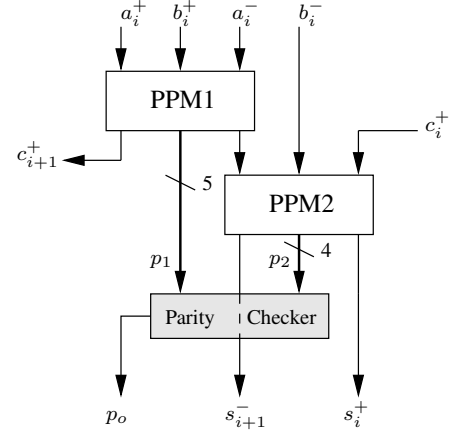 a_i^+ b_i^+ a_i^- b_i^-
PPM1
c_{i+1}^+ c_i^+
5
PPM2
p_1 p_2 4
Parity Checker
p_o s_{i+1}^- s_i^+